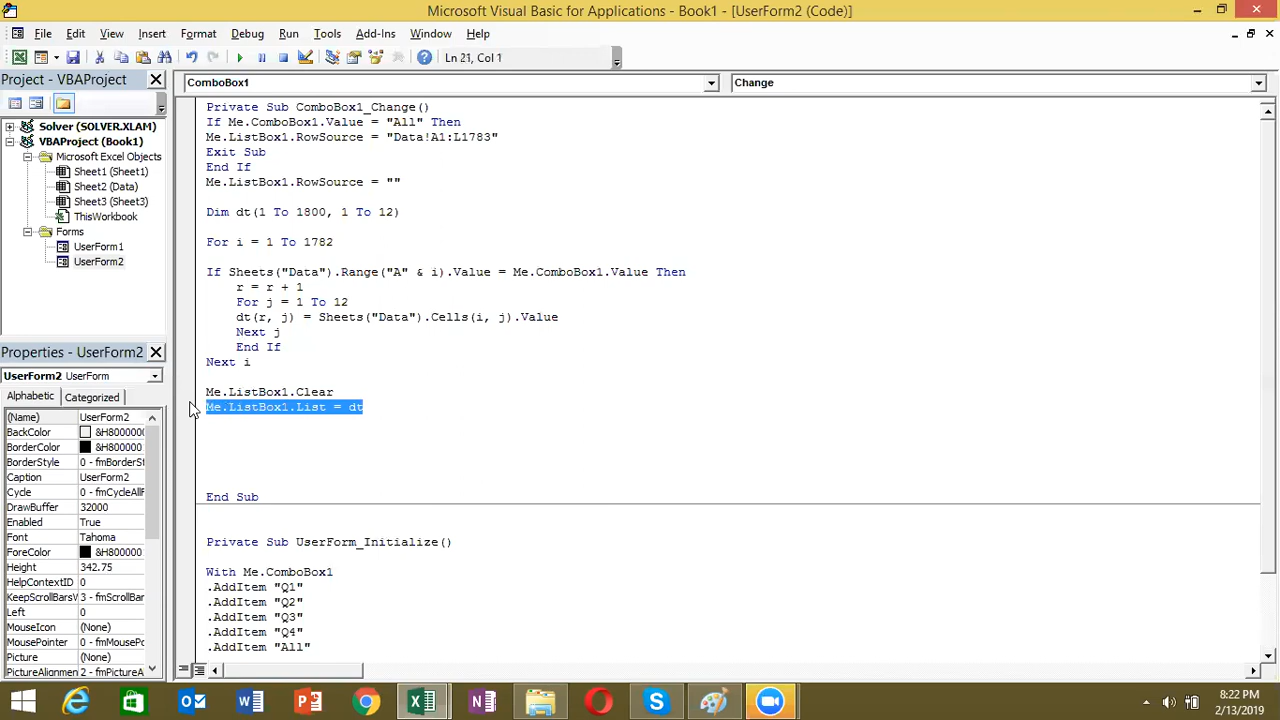 Microsoft Visual Basic for Applications - Book1 - [UserForm2 (Code)]
File Edit View Insert Format Debug Run Tools Add-Ins Window Help
Ln 21, Col 1
Project - VBAProject
ComboBox1
Change
Solver (SOLVER.XLAM)
VBAProject (Book1)
Microsoft Excel Objects
Sheet1 (Sheet1)
Sheet2 (Data)
Sheet3 (Sheet3)
ThisWorkbook
Forms
UserForm1
UserForm2
Properties - UserForm2
UserForm2 UserForm
Alphabetic Categorized
(Name) UserForm2
BackColor &H800000
BorderColor &H800000
BorderStyle 0 - fmBorderSt
Caption UserForm2
Cycle 0 - fmCycleAllF
DrawBuffer 32000
Enabled True
Font Tahoma
ForeColor &H800000
Height 342.75
HelpContextID 0
KeepScrollBarsV 3 - fmScrollBar
Left 0
MouseIcon (None)
MousePointer 0 - fmMousePo
Picture (None)
PictureAlignmen 2 - fmPictureA
Private Sub ComboBox1_Change()
If Me.ComboBox1.Value = "All" Then
Me.ListBox1.RowSource = "Data!A1:L1783"
Exit Sub
End If
Me.ListBox1.RowSource = ""
Dim dt(1 To 1800, 1 To 12)
For i = 1 To 1782
If Sheets("Data").Range("A" & i).Value = Me.ComboBox1.Value Then
r = r + 1
For j = 1 To 12
dt(r, j) = Sheets("Data").Cells(i, j).Value
Next j
End If
Next i
Me.ListBox1.Clear
Me.ListBox1.List = dt
End Sub
Private Sub UserForm_Initialize()
With Me.ComboBox1
.AddItem "Q1"
.AddItem "Q2"
.AddItem "Q3"
.AddItem "Q4"
.AddItem "All"
8:22 PM
2/13/2019